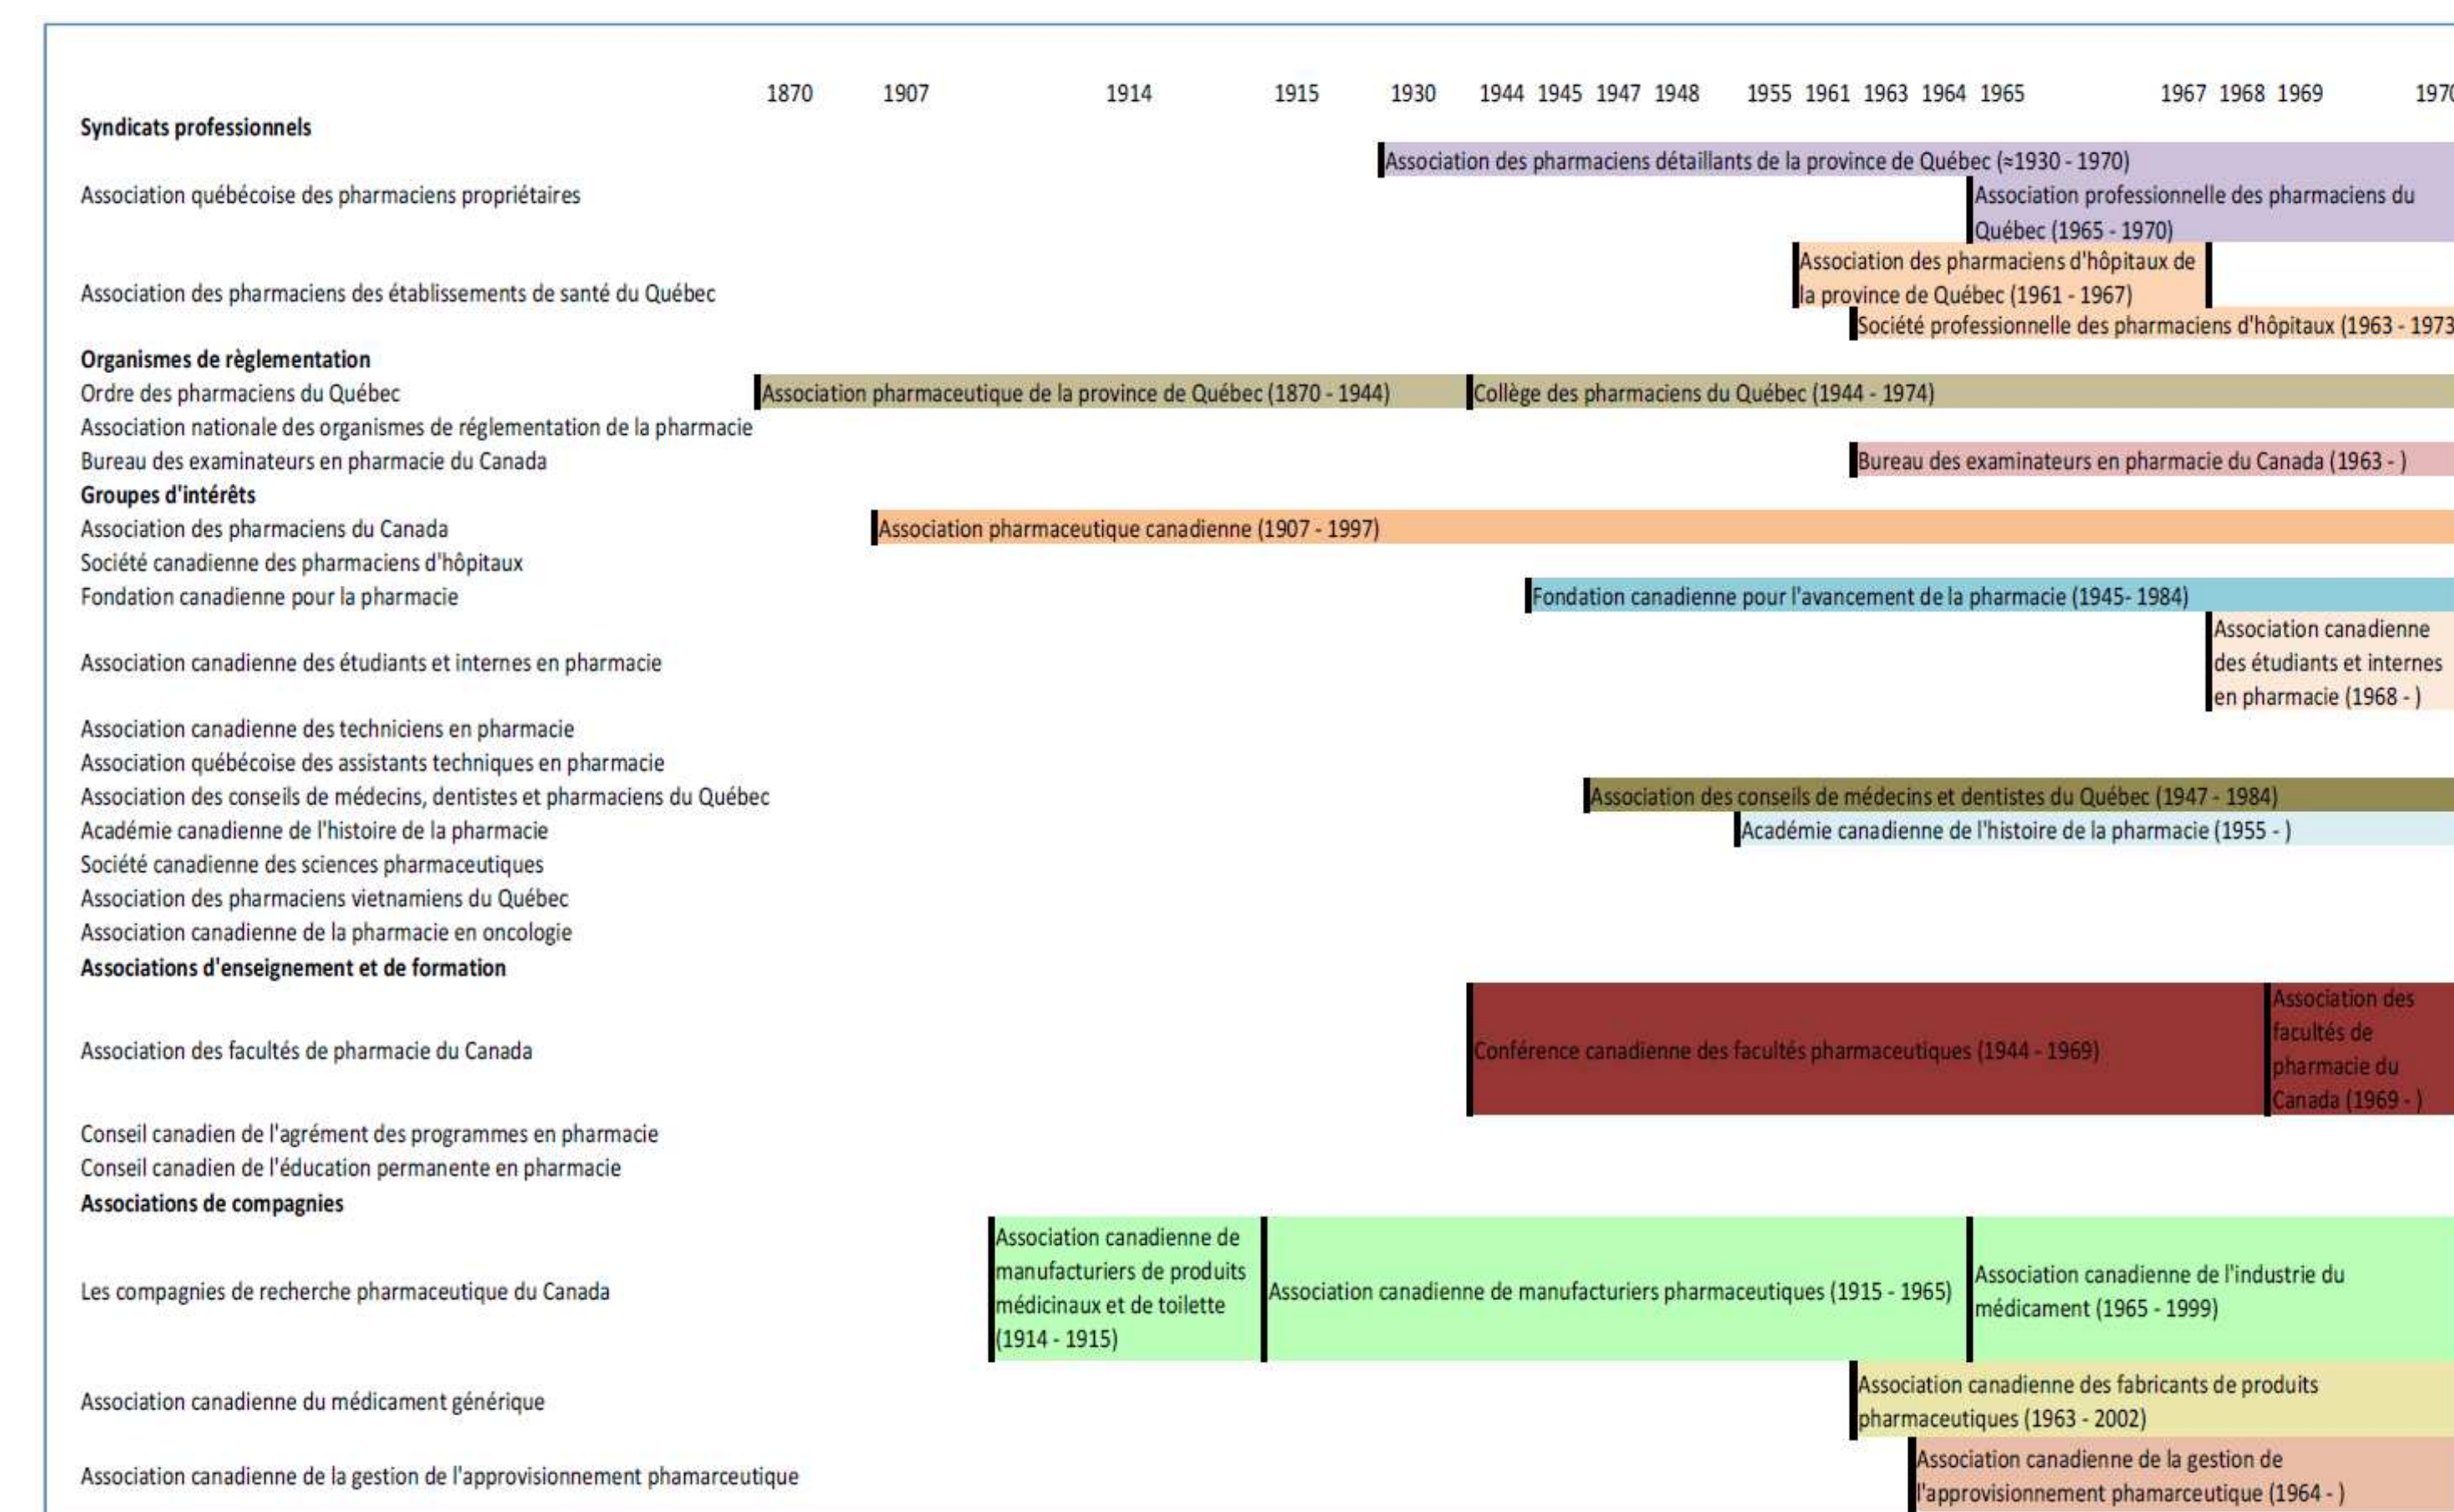 1870 1907 1914 1915 1930 1944 1945 1947 1948 1955 1961 1963 1964 1965 1967 1968 1969 1970
Syndicats professionnels
Association des pharmaciens détaillants de la province de Québec (≈1930 - 1970)
Association québécoise des pharmaciens propriétaires
Association professionnelle des pharmaciens du
Québec (1965 - 1970)
Association des pharmaciens d'hôpitaux de
la province de Québec (1961 - 1967)
Association des pharmaciens des établissements de santé du Québec
Société professionnelle des pharmaciens d'hôpitaux (1963 - 1973
Organismes de règlementation
Ordre des pharmaciens du Québec
Association pharmaceutique de la province de Québec (1870 - 1944)
Collège des pharmaciens du Québec (1944 - 1974)
Association nationale des organismes de réglementation de la pharmacie
Bureau des examinateurs en pharmacie du Canada
Bureau des examinateurs en pharmacie du Canada (1963 - )
Groupes d'intérêts
Association des pharmaciens du Canada
Association pharmaceutique canadienne (1907 - 1997)
Société canadienne des pharmaciens d'hôpitaux
Fondation canadienne pour la pharmacie
Fondation canadienne pour l'avancement de la pharmacie (1945- 1984)
Association canadienne des étudiants et internes en pharmacie
Association canadienne
des étudiants et internes
en pharmacie (1968 - )
Association canadienne des techniciens en pharmacie
Association québécoise des assistants techniques en pharmacie
Association des conseils de médecins, dentistes et pharmaciens du Québec
Association des conseils de médecins et dentistes du Québec (1947 - 1984)
Académie canadienne de l'histoire de la pharmacie
Académie canadienne de l'histoire de la pharmacie (1955 - )
Société canadienne des sciences pharmaceutiques
Association des pharmaciens vietnamiens du Québec
Association canadienne de la pharmacie en oncologie
Associations d'enseignement et de formation
Association des facultés de pharmacie du Canada
Conférence canadienne des facultés pharmaceutiques (1944 - 1969)
Association des
facultés de
pharmacie du
Canada (1969 - )
Conseil canadien de l'agrément des programmes en pharmacie
Conseil canadien de l'éducation permanente en pharmacie
Associations de compagnies
Les compagnies de recherche pharmaceutique du Canada
Association canadienne de
manufacturiers de produits
médicinaux et de toilette
(1914 - 1915)
Association canadienne de manufacturiers pharmaceutiques (1915 - 1965)
Association canadienne de l'industrie du
médicament (1965 - 1999)
Association canadienne du médicament générique
Association canadienne des fabricants de produits
pharmaceutiques (1963 - 2002)
Association canadienne de la gestion de l'approvisionnement phamarceutique
Association canadienne de la gestion de
l'approvisionnement phamarceutique (1964 - )